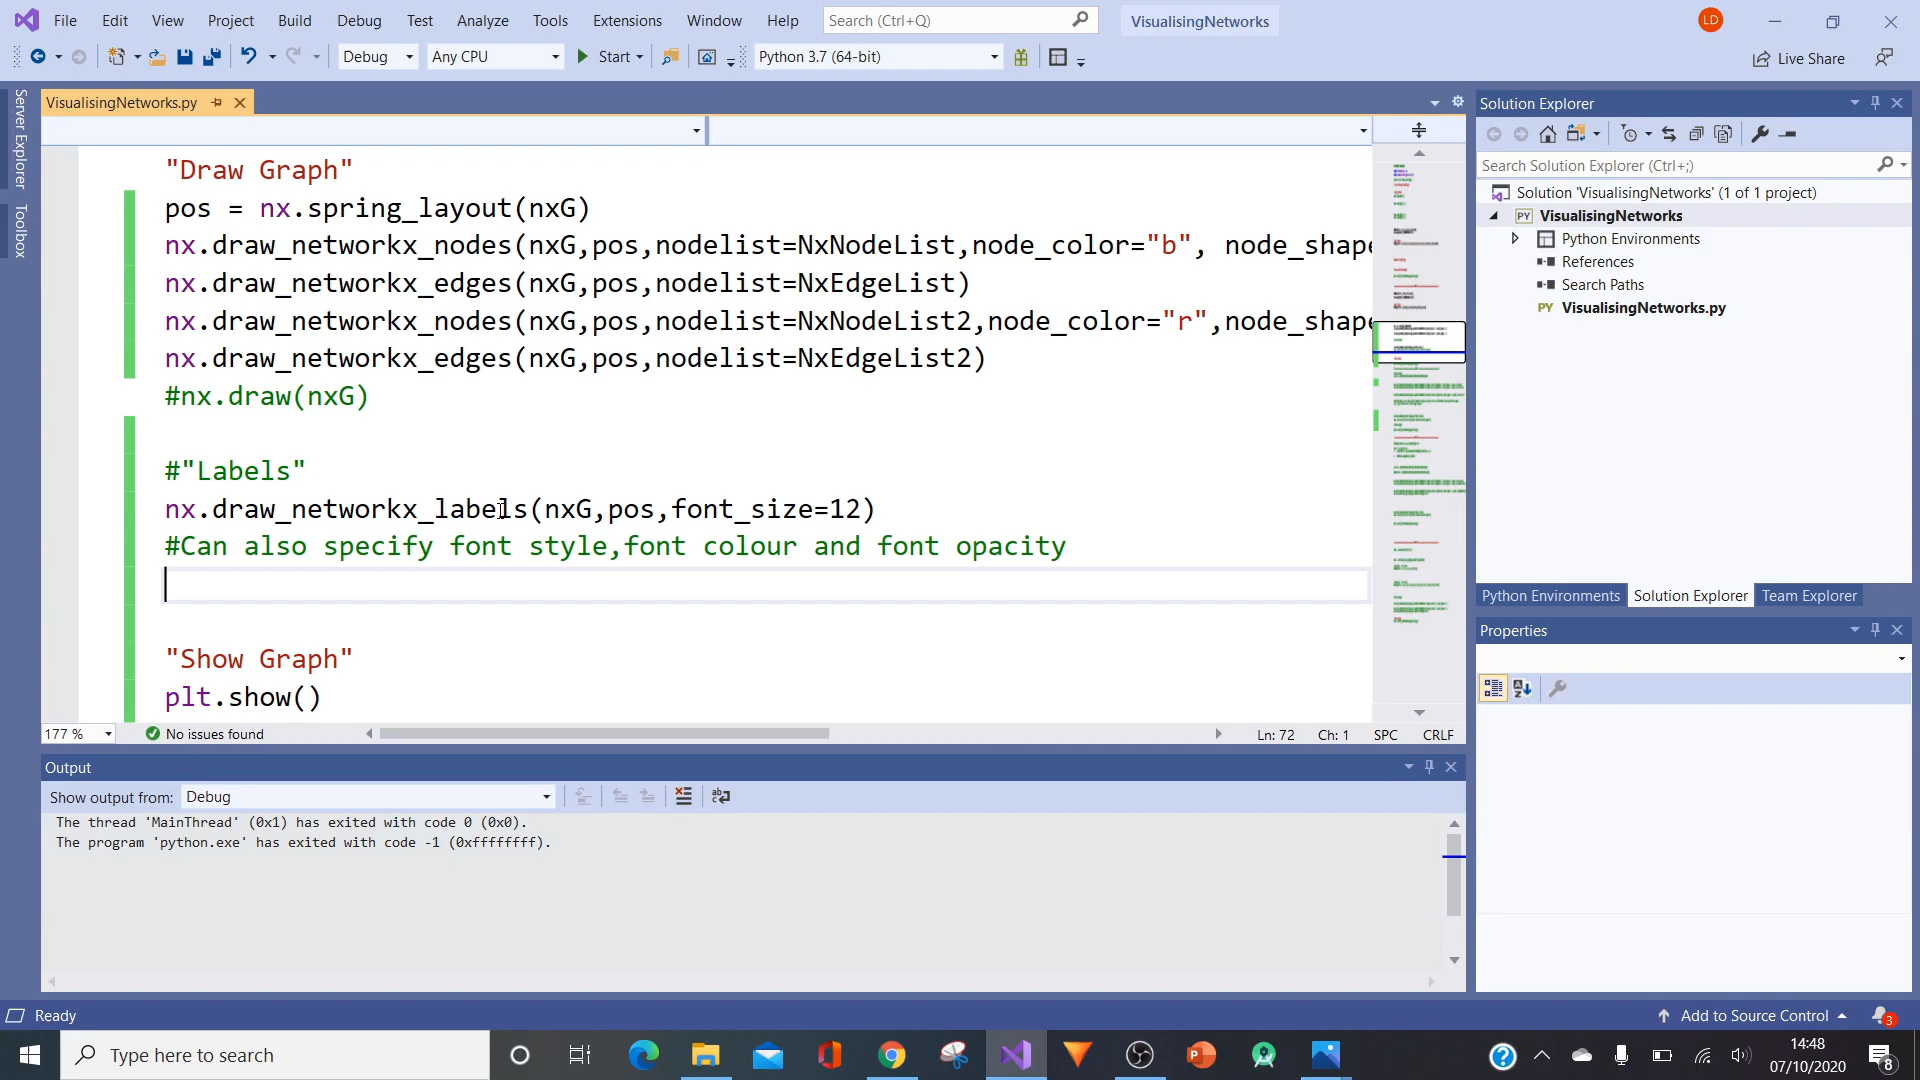 File Edit View Project Build Debug Test Analyze Tools Extensions Window Help Search (Ctrl+Q) VisualisingNetworks LD
Debug Any CPU Start Python 3.7 (64-bit) Live Share
Server Explorer
Toolbox
VisualisingNetworks.py
"Draw Graph"
pos = nx.spring_layout(nxG)
nx.draw_networkx_nodes(nxG,pos,nodelist=NxNodeList,node_color="b", node_shape
nx.draw_networkx_edges(nxG,pos,nodelist=NxEdgeList)
nx.draw_networkx_nodes(nxG,pos,nodelist=NxNodeList2,node_color="r",node_shape
nx.draw_networkx_edges(nxG,pos,nodelist=NxEdgeList2)
#nx.draw(nxG)
#"Labels"
nx.draw_networkx_labels(nxG,pos,font_size=12)
#Can also specify font style,font colour and font opacity
"Show Graph"
plt.show()
177 % No issues found Ln: 72 Ch: 1 SPC CRLF
Output
Show output from: Debug
The thread 'MainThread' (0x1) has exited with code 0 (0x0).
The program 'python.exe' has exited with code -1 (0xffffffff).
Solution Explorer
Search Solution Explorer (Ctrl+;)
Solution 'VisualisingNetworks' (1 of 1 project)
PY VisualisingNetworks
Python Environments
References
Search Paths
PY VisualisingNetworks.py
Python Environments Solution Explorer Team Explorer
Properties
Ready Add to Source Control 3
Type here to search
14:48
07/10/2020
8